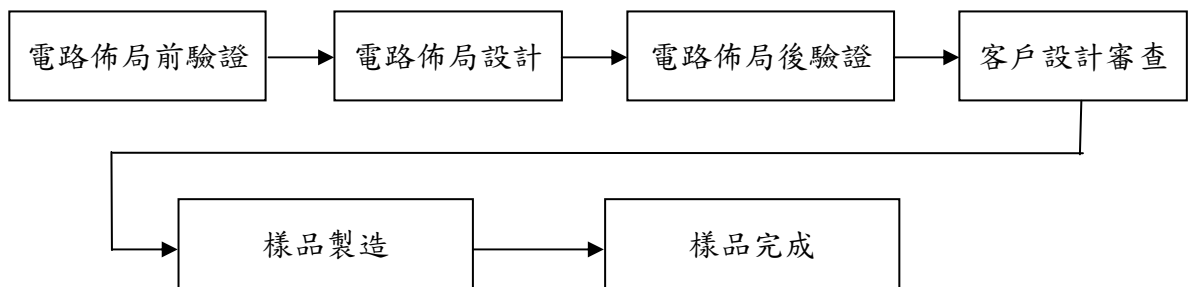 電路佈局前驗證
電路佈局設計
電路佈局後驗證
客戶設計審查
樣品製造
樣品完成